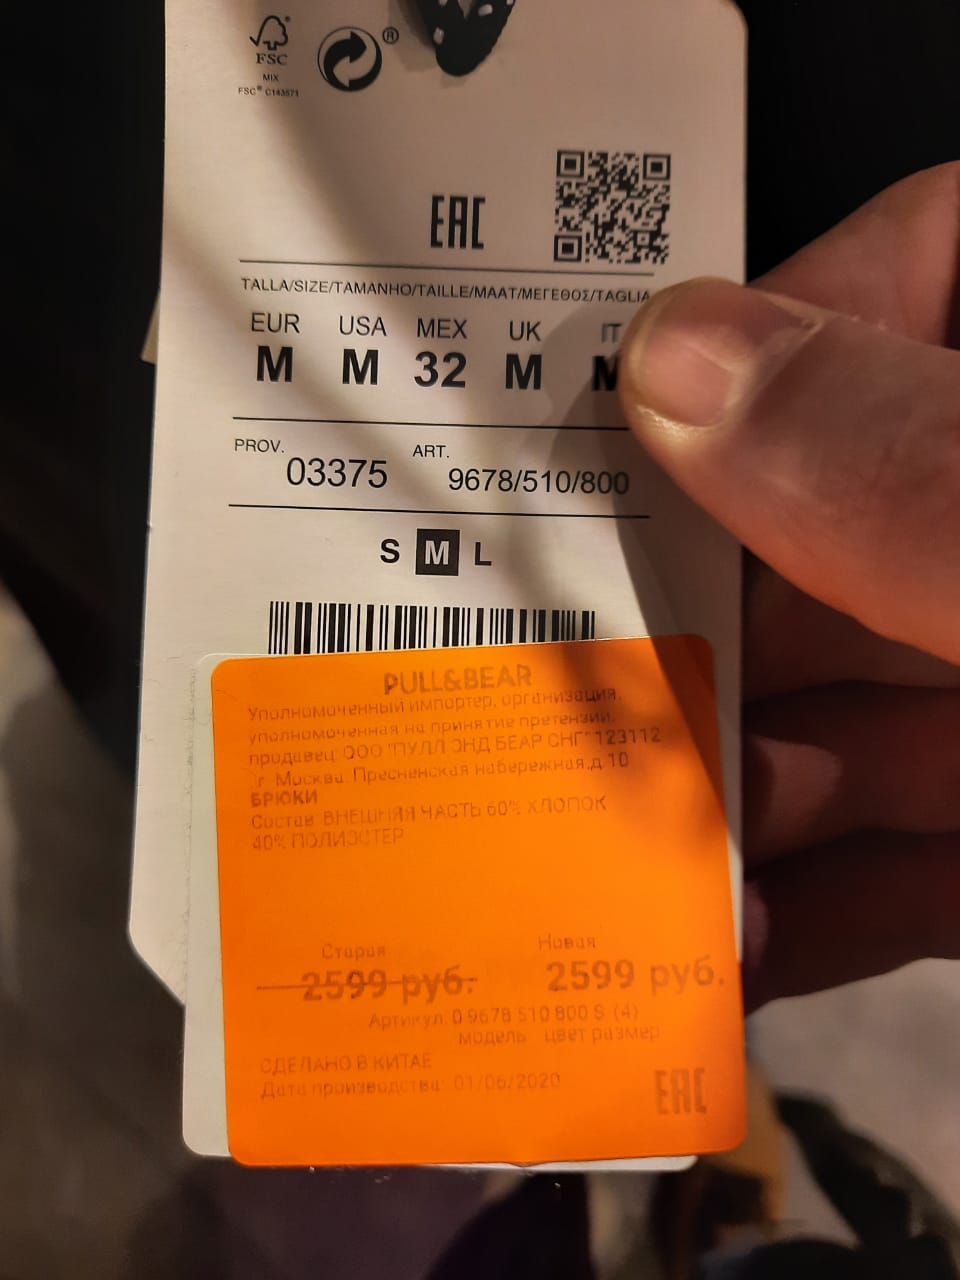 FSC
MIX
FSC® C143571
®
EAC
TALLA/SIZE/TAMANHO/TAILLE/MAAT/ΜΕΓΕΘΟΣ/TAGLIA
EUR USA MEX UK IT
M M 32 M M
PROV. 03375 ART. 9678/510/800
S M L
PULL&BEAR
Уполномоченный импортер, организация,
уполномоченная на принятие претензий,
продавец: ООО "ПУЛЛ ЭНД БЕАР СНГ" 123112
г. Москва. Пресненская набережная,д.10
БРЮКИ
Состав: ВНЕШНЯЯ ЧАСТЬ 60% ХЛОПОК
40% ПОЛИЭСТЕР
Старая Новая
2599 руб. 2599 руб.
Артикул: 0 9678 510 800 S (4)
модель цвет размер
СДЕЛАНО В КИТАЕ
Дата производства: 01/06/2020
EAC